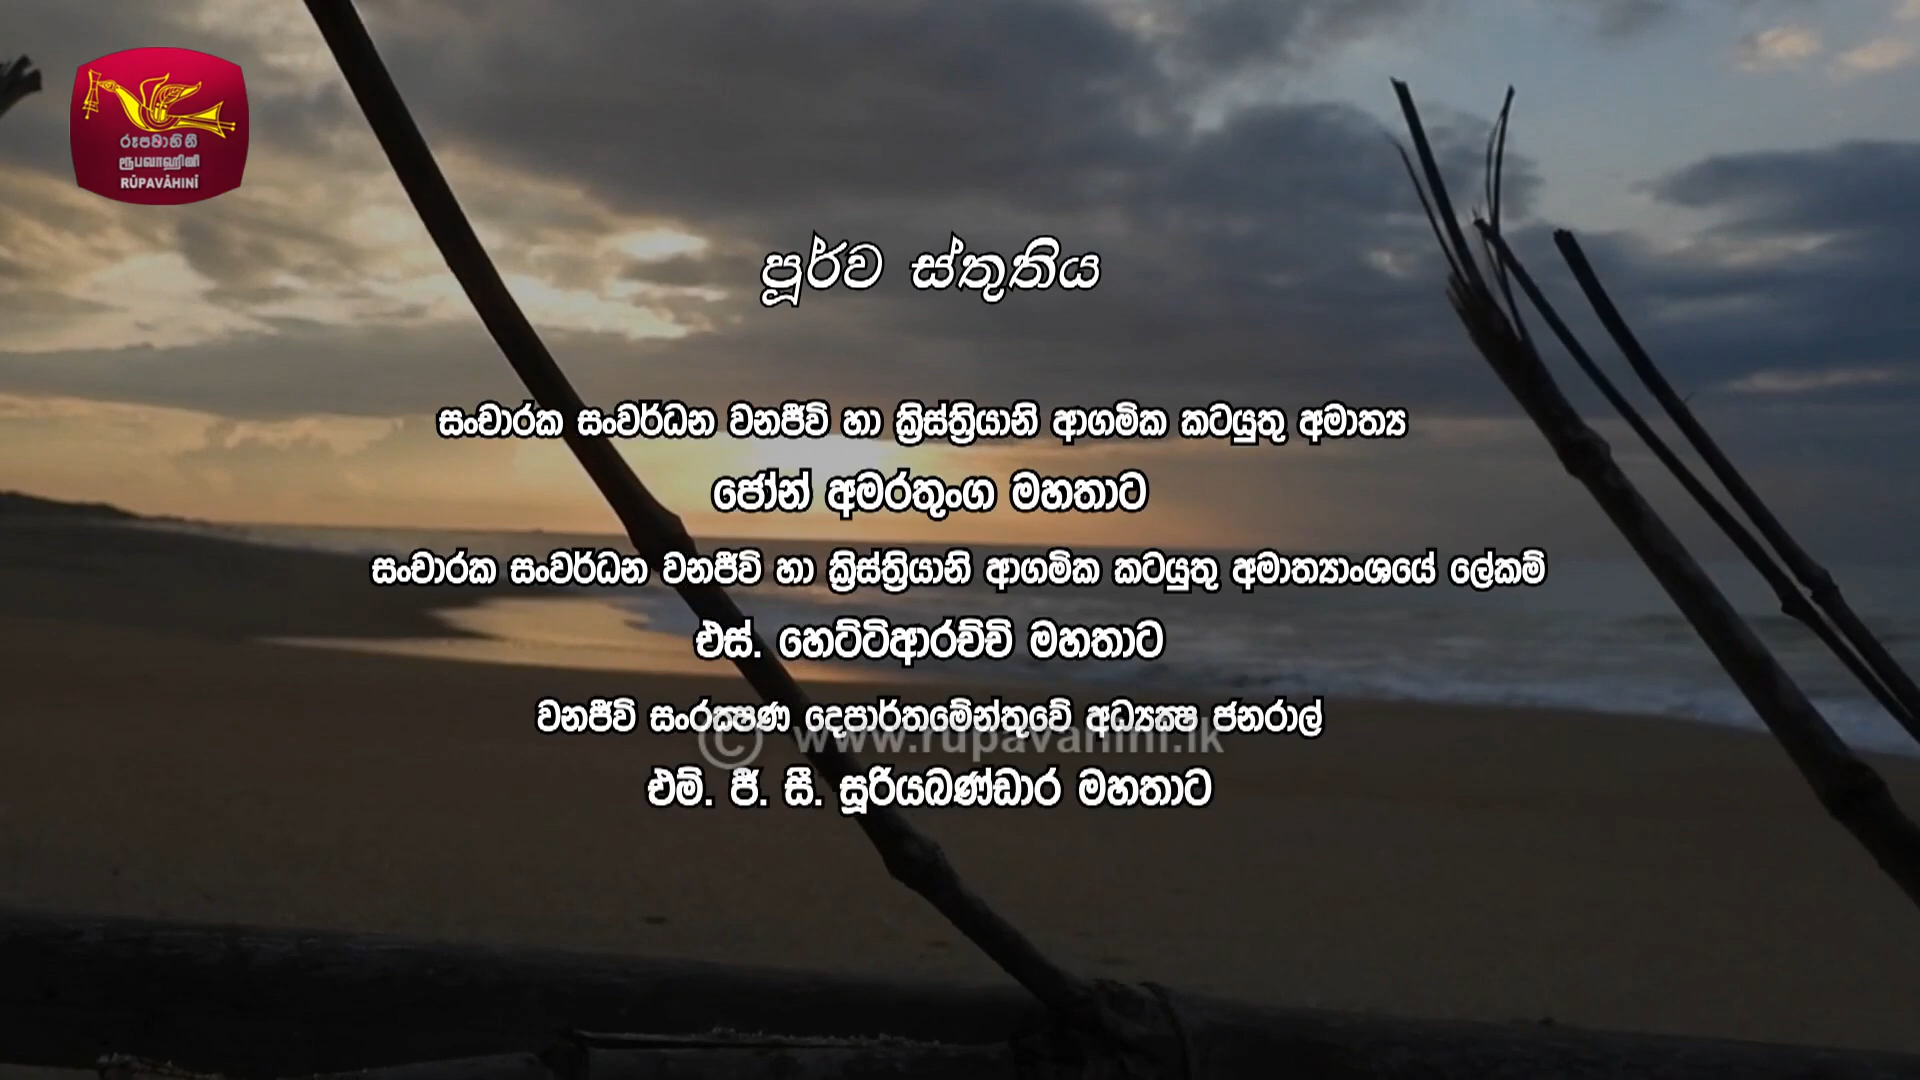 රූපවාහිනී
ரூபவாஹினி
RŪPAVĀHINĪ
පූර්ව ස්තුතිය
සංචාරක සංවර්ධන වනජීවී හා ක්‍රිස්ත්‍රියානි ආගමික කටයුතු අමාත්‍ය
ජෝන් අමරතුංග මහතාට
සංචාරක සංවර්ධන වනජීවී හා ක්‍රිස්ත්‍රියානි ආගමික කටයුතු අමාත්‍යාංශයේ ලේකම්
එස්. හෙට්ටිආරච්චි මහතාට
වනජීවි සංරක්‍ෂණ දෙපාර්තමේන්තුවේ අධ්‍යක්‍ෂ ජනරාල්
© www.rupavahini.lk
එම්. ජී. සී. සූරියබණ්ඩාර මහතාට